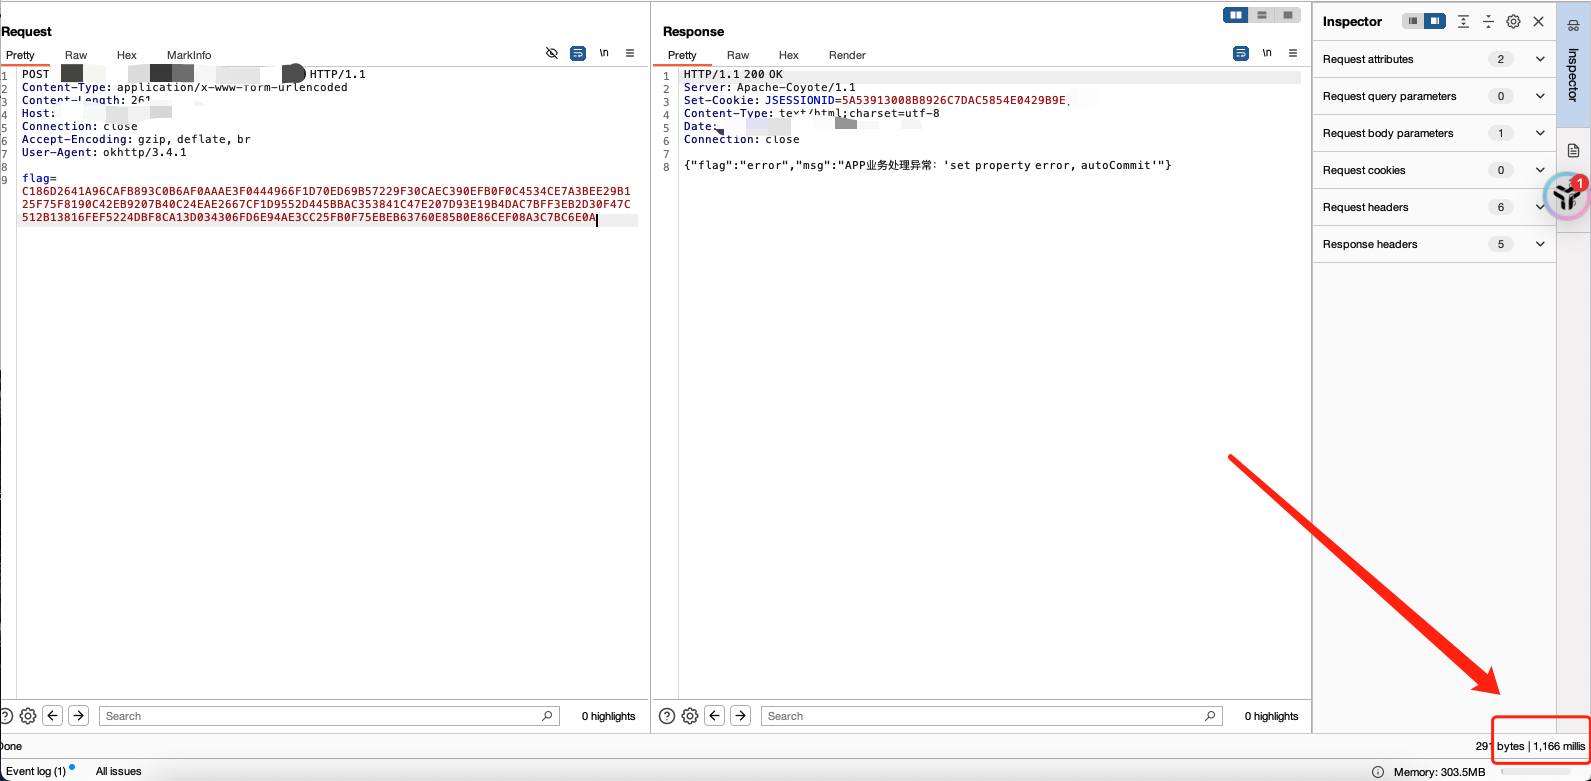 Request
Pretty Raw Hex MarkInfo \n
1 POST HTTP/1.1
2 Content-Type: application/x-www-form-urlencoded
3 Content-Length: 261
4 Host:
5 Connection: close
6 Accept-Encoding: gzip, deflate, br
7 User-Agent: okhttp/3.4.1
8
9 flag=
C186D2641A96CAFB893C0B6AF0AAAE3F0444966F1D70ED69B57229F30CAEC390EFB0F0C4534CE7A3BEE29B1
25F75F8190C42EB9207B40C24EAE2667CF1D9552D445BBAC353841C47E207D93E19B4DAC7BFF3EB2D30F47C
512B13816FEF5224DBF8CA13D034306FD6E94AE3CC25FB0F75EBEB63760E85B0E86CEF08A3C7BC6E0A
Search 0 highlights
Response
Pretty Raw Hex Render \n
1 HTTP/1.1 200 OK
2 Server: Apache-Coyote/1.1
3 Set-Cookie: JSESSIONID=5A53913008B8926C7DAC5854E0429B9E;
4 Content-Type: text/html;charset=utf-8
5 Date:
6 Connection: close
7
8 {"flag":"error","msg":"APP业务处理异常：'set property error, autoCommit'"}
Search 0 highlights
Inspector
Request attributes 2
Request query parameters 0
Request body parameters 1
Request cookies 0
Request headers 6
Response headers 5
Inspector
1
Done
291 bytes | 1,166 millis
Event log (1) All issues
Memory: 303.5MB